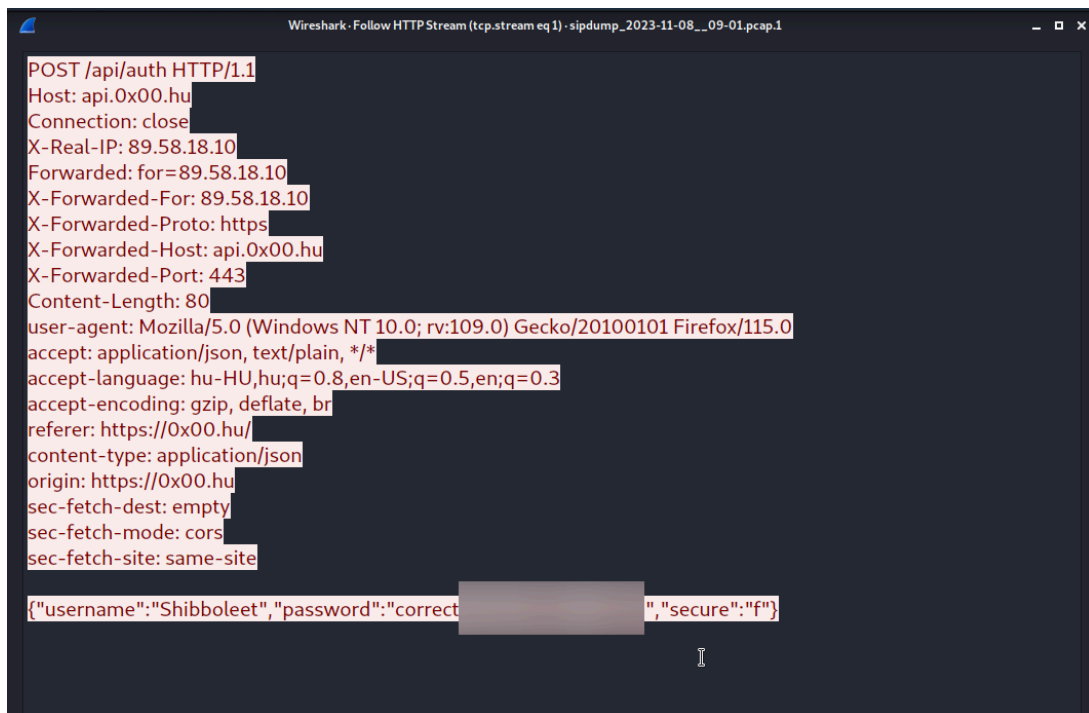 Wireshark · Follow HTTP Stream (tcp.stream eq 1) · sipdump_2023-11-08__09-01.pcap.1
POST /api/auth HTTP/1.1
Host: api.0x00.hu
Connection: close
X-Real-IP: 89.58.18.10
Forwarded: for=89.58.18.10
X-Forwarded-For: 89.58.18.10
X-Forwarded-Proto: https
X-Forwarded-Host: api.0x00.hu
X-Forwarded-Port: 443
Content-Length: 80
user-agent: Mozilla/5.0 (Windows NT 10.0; rv:109.0) Gecko/20100101 Firefox/115.0
accept: application/json, text/plain, */*
accept-language: hu-HU,hu;q=0.8,en-US;q=0.5,en;q=0.3
accept-encoding: gzip, deflate, br
referer: https://0x00.hu/
content-type: application/json
origin: https://0x00.hu
sec-fetch-dest: empty
sec-fetch-mode: cors
sec-fetch-site: same-site
{"username":"Shibboleet","password":"correct ","secure":"f"}